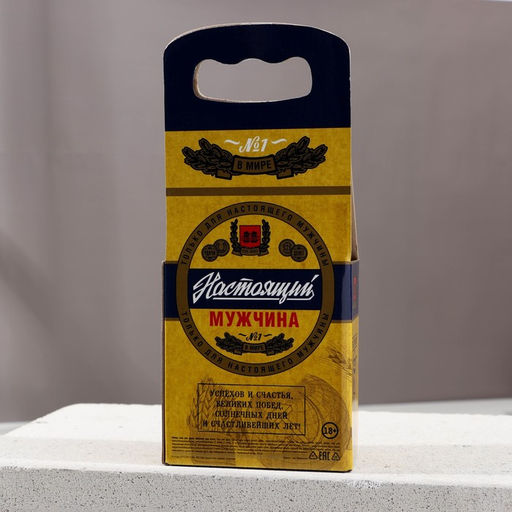 №1
В МИРЕ
ТОЛЬКО ДЛЯ НАСТОЯЩЕГО МУЖЧИНЫ
Настоящий
МУЖЧИНА
№1
В МИРЕ
ТОЛЬКО ДЛЯ НАСТОЯЩЕГО МУЖЧИНЫ
УСПЕХОВ И СЧАСТЬЯ,
ВЕЛИКИХ ПОБЕД,
СОЛНЕЧНЫХ ДНЕЙ
И СЧАСТЛИВЕЙШИХ ЛЕТ!
18+
EAC